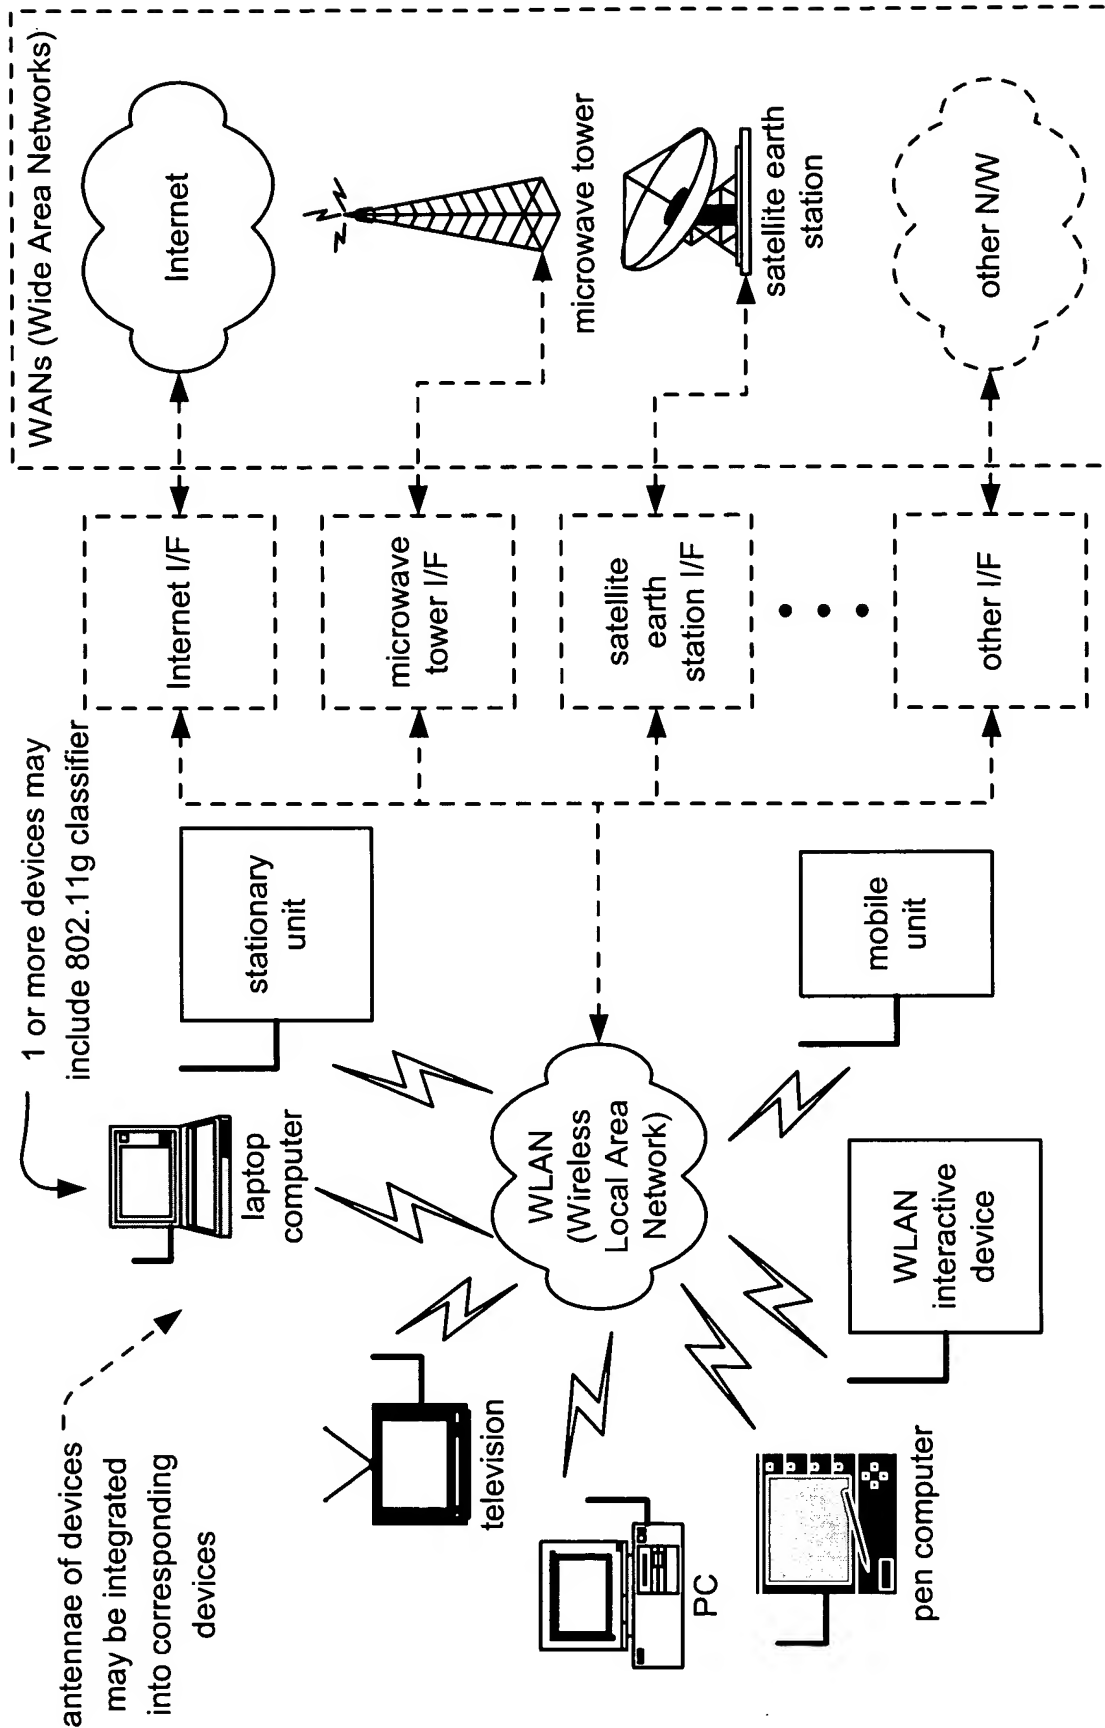 antennae of devices
may be integrated
into corresponding
devices
1 or more devices may
include 802.11g classifier
laptop
computer
stationary
unit
television
PC
pen computer
WLAN
interactive
device
mobile
unit
WLAN
(Wireless
Local Area
Network)
Internet I/F
microwave
tower I/F
satellite
earth
station I/F
other I/F
WANs (Wide Area Networks)
Internet
microwave tower
satellite earth
station
other N/W